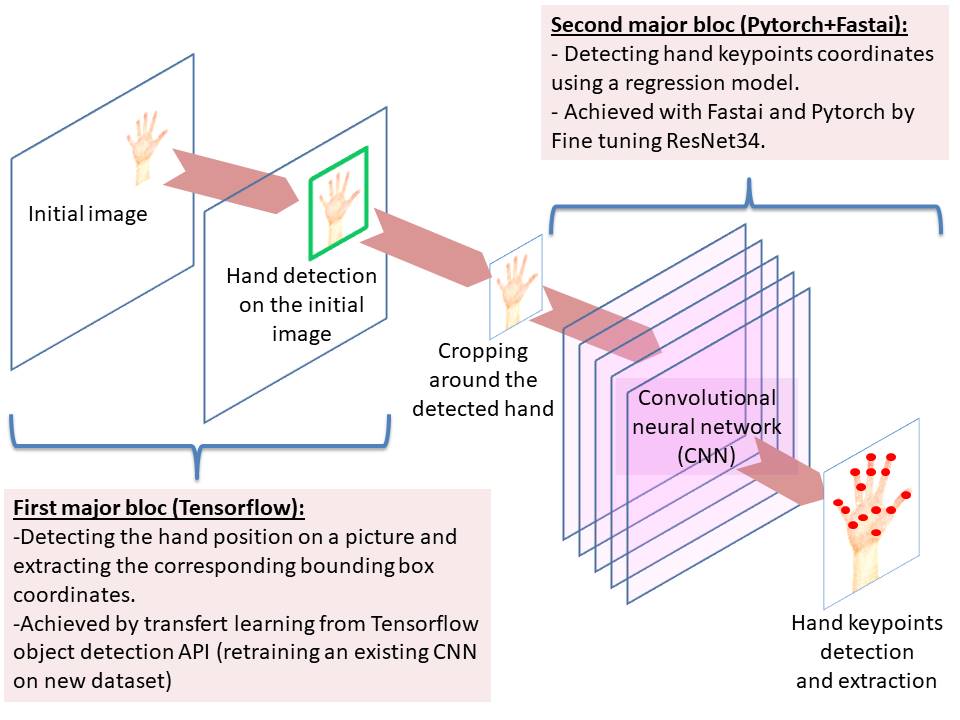 Second major bloc (Pytorch+Fastai):
- Detecting hand keypoints coordinates
using a regression model.
- Achieved with Fastai and Pytorch by
Fine tuning ResNet34.
Initial image
Hand detection
on the initial
image
Cropping
around the
detected hand
Convolutional
neural network
(CNN)
First major bloc (Tensorflow):
-Detecting the hand position on a picture and
extracting the corresponding bounding box
coordinates.
-Achieved by transfert learning from Tensorflow
object detection API (retraining an existing CNN
on new dataset)
Hand keypoints
detection
and extraction